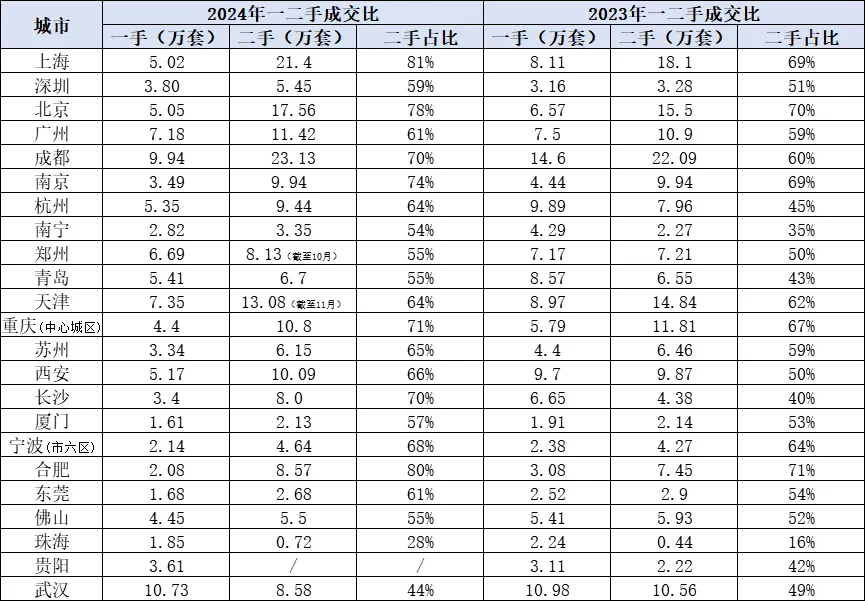 城市 2024年一二手成交比 2023年一二手成交比
一手（万套） 二手（万套） 二手占比 一手（万套） 二手（万套） 二手占比
上海 5.02 21.4 81% 8.11 18.1 69%
深圳 3.80 5.45 59% 3.16 3.28 51%
北京 5.05 17.56 78% 6.57 15.5 70%
广州 7.18 11.42 61% 7.5 10.9 59%
成都 9.94 23.13 70% 14.6 22.09 60%
南京 3.49 9.94 74% 4.44 9.94 69%
杭州 5.35 9.44 64% 9.89 7.96 45%
南宁 2.82 3.35 54% 4.29 2.27 35%
郑州 6.69 8.13（截至10月） 55% 7.17 7.21 50%
青岛 5.41 6.7 55% 8.57 6.55 43%
天津 7.35 13.08（截至11月） 64% 8.97 14.84 62%
重庆(中心城区) 4.4 10.8 71% 5.79 11.81 67%
苏州 3.34 6.15 65% 4.4 6.46 59%
西安 5.17 10.09 66% 9.7 9.87 50%
长沙 3.4 8.0 70% 6.65 4.38 40%
厦门 1.61 2.13 57% 1.91 2.14 53%
宁波(市六区) 2.14 4.64 68% 2.38 4.27 64%
合肥 2.08 8.57 80% 3.08 7.45 71%
东莞 1.68 2.68 61% 2.52 2.9 54%
佛山 4.45 5.5 55% 5.41 5.93 52%
珠海 1.85 0.72 28% 2.24 0.44 16%
贵阳 3.61 / / 3.11 2.22 42%
武汉 10.73 8.58 44% 10.98 10.56 49%